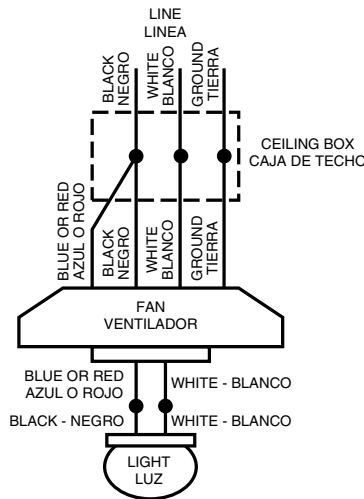 LINE
LINEA
BLACK
NEGRO
WHITE
BLANCO
GROUND
TIERRA
CEILING BOX
CAJA DE TECHO
BLUE OR RED
AZUL O ROJO
BLACK
NEGRO
WHITE
BLANCO
GROUND
TIERRA
FAN
VENTILADOR
BLUE OR RED
AZUL O ROJO
WHITE - BLANCO
BLACK - NEGRO
WHITE - BLANCO
LIGHT
LUZ